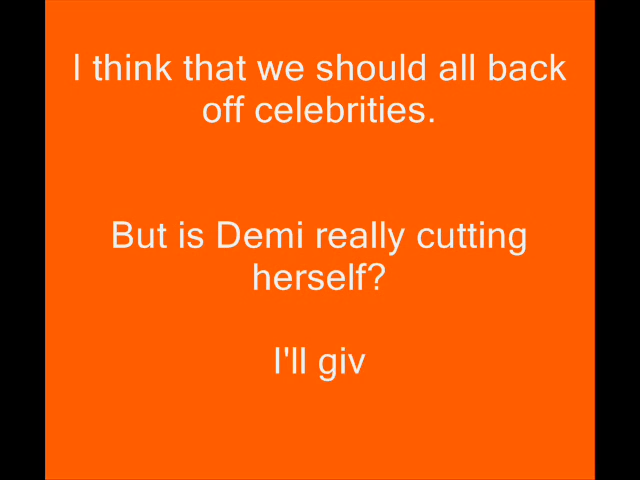 I think that we should all back
off celebrities.
But is Demi really cutting
herself?
I'll giv